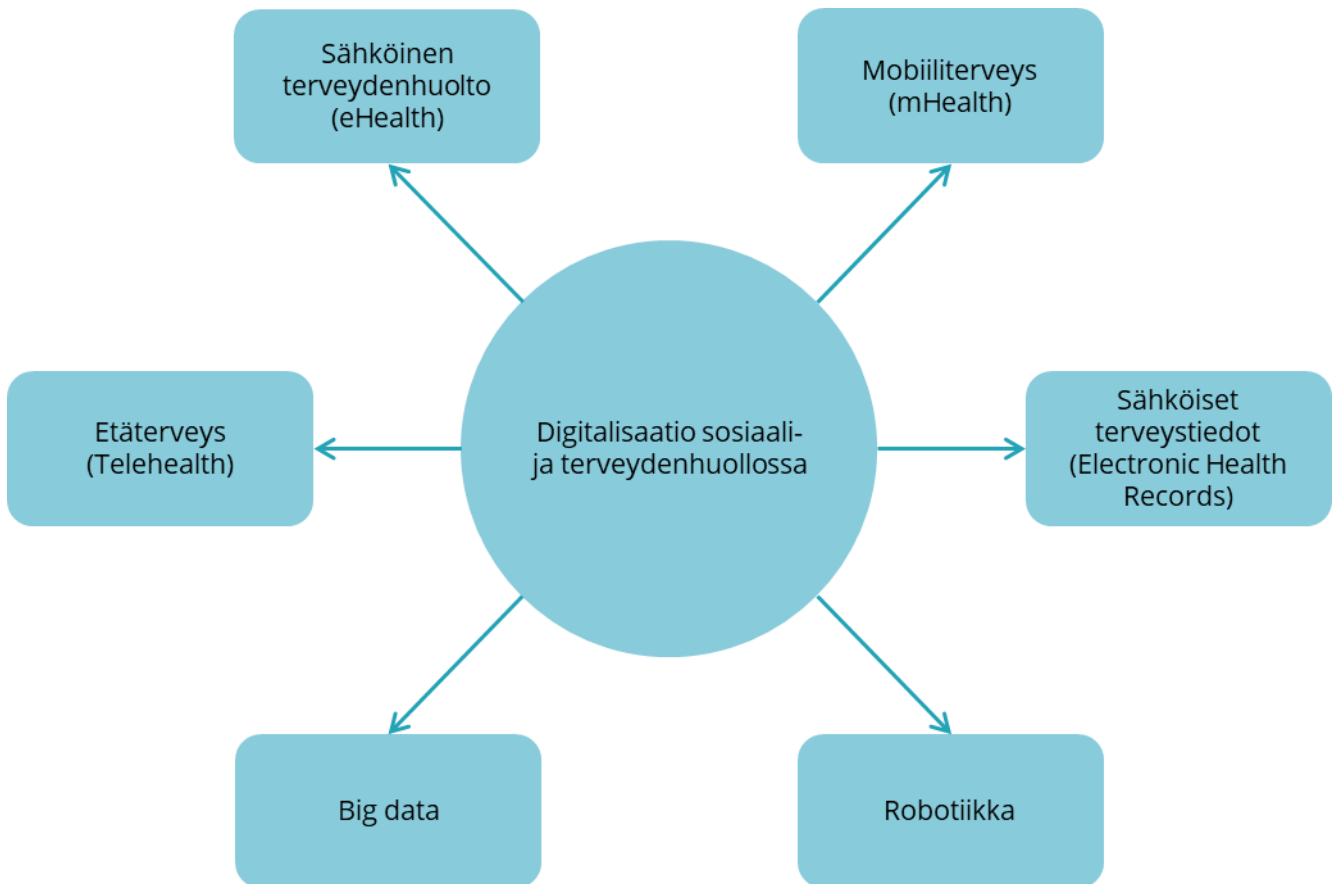 Sähköinen
terveydenhuolto
(eHealth)
Mobiiliterveys
(mHealth)
Etäterveys
(Telehealth)
Digitalisaatio sosiaali-
ja terveydenhuollossa
Sähköiset
terveystiedot
(Electronic Health
Records)
Big data
Robotiikka